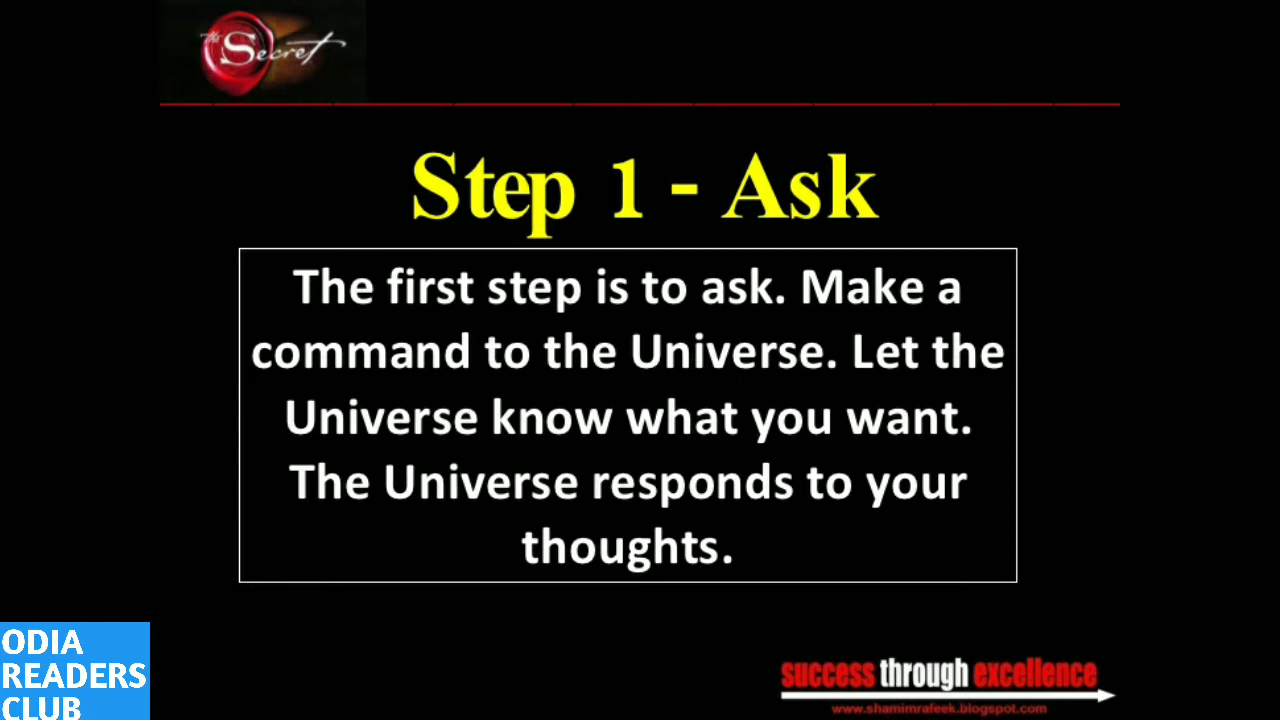 the Secret
Step 1 - Ask
The first step is to ask. Make a
command to the Universe. Let the
Universe know what you want.
The Universe responds to your
thoughts.
ODIA
READERS
CLUB
success through excellence
www.shamimrafeek.blogspot.com